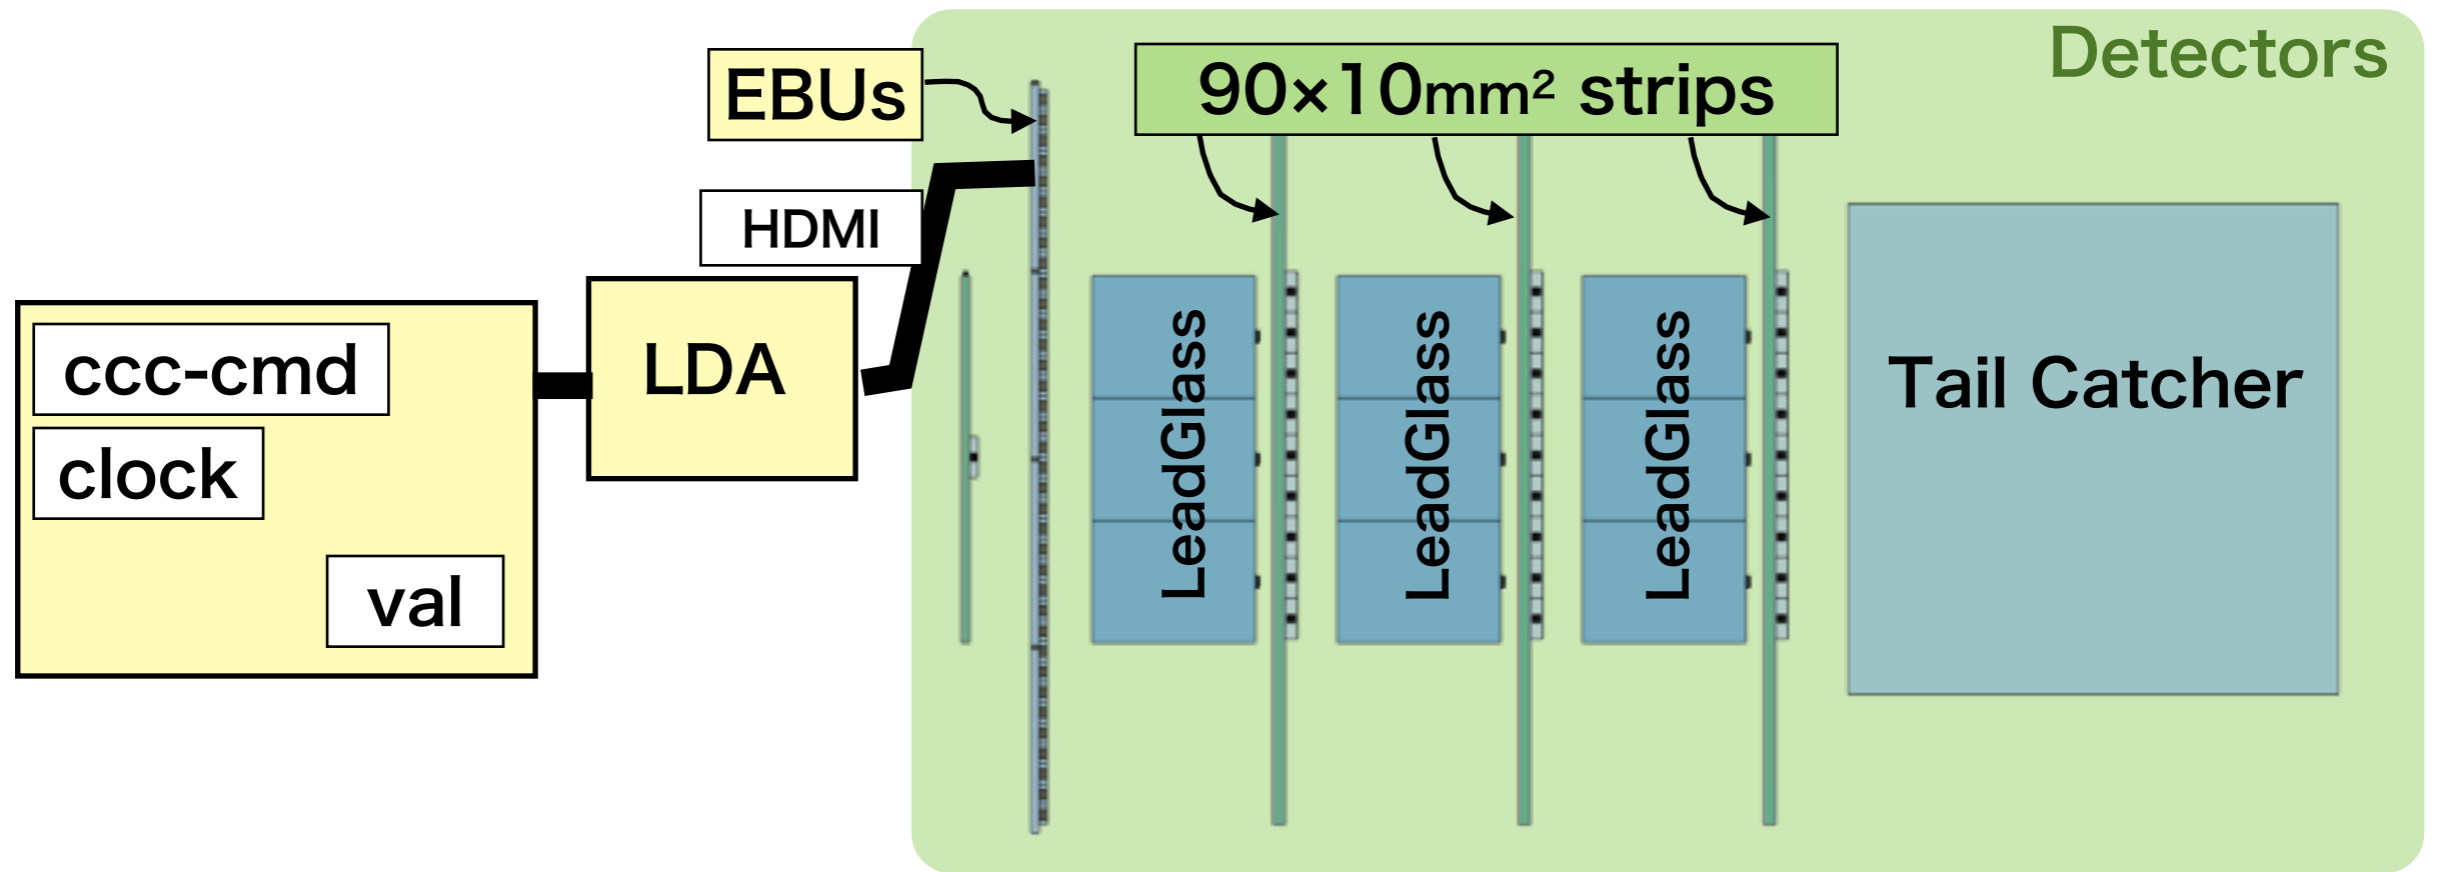 Detectors
EBUs
90×10mm² strips
HDMI
ccc-cmd
LDA
clock
val
LeadGlass
LeadGlass
LeadGlass
Tail Catcher